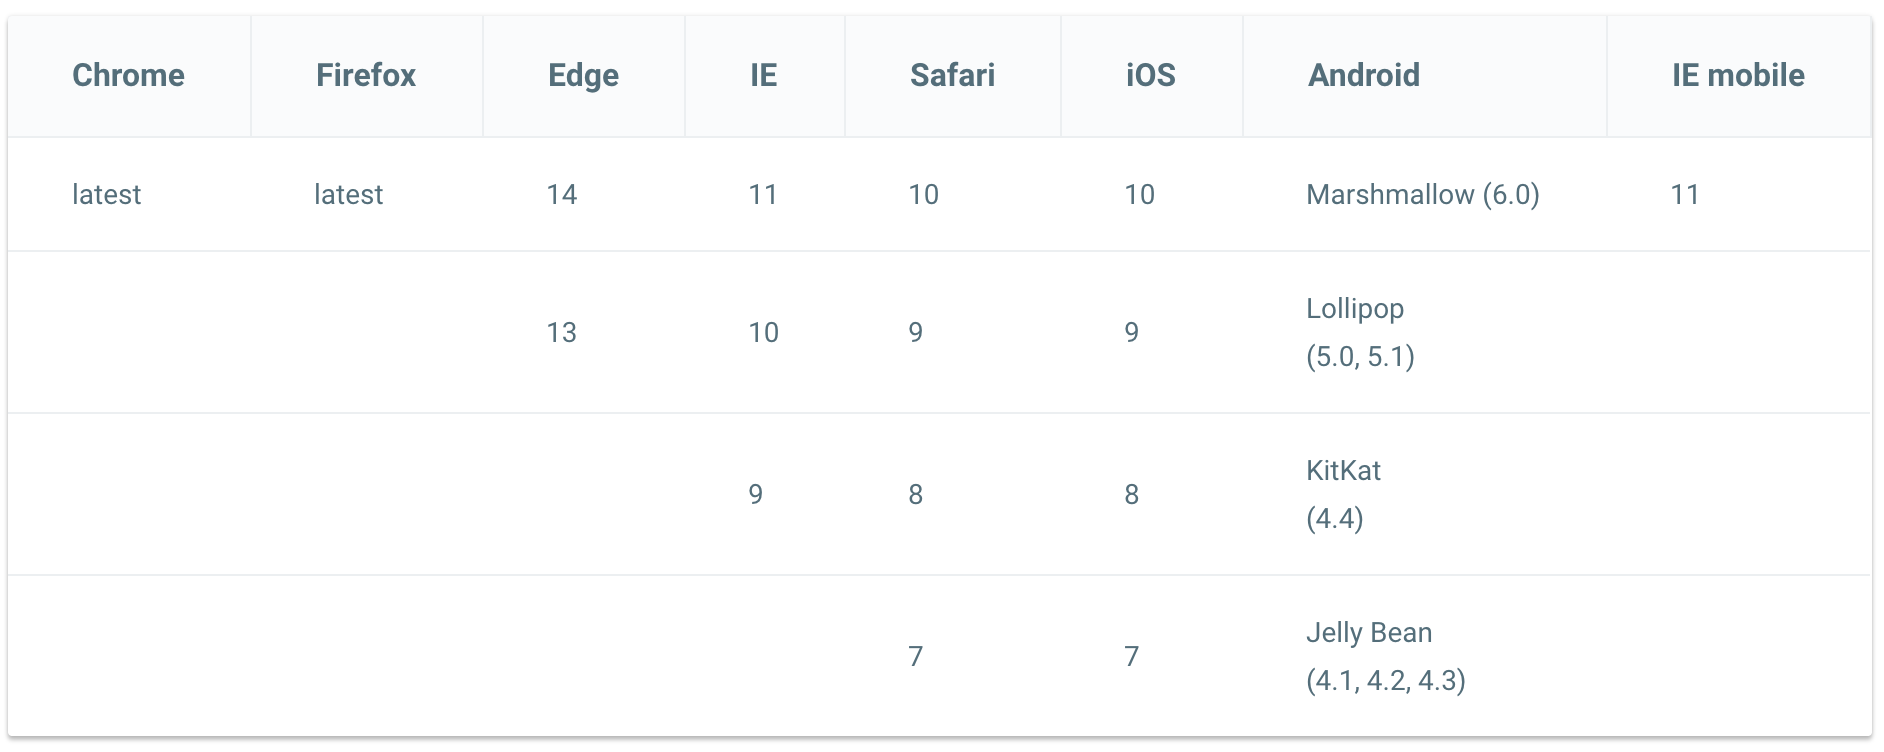 Chrome Firefox Edge IE Safari iOS Android IE mobile
latest latest 14 11 10 10 Marshmallow (6.0) 11
13 10 9 9 Lollipop
(5.0, 5.1)
9 8 8 KitKat
(4.4)
7 7 Jelly Bean
(4.1, 4.2, 4.3)